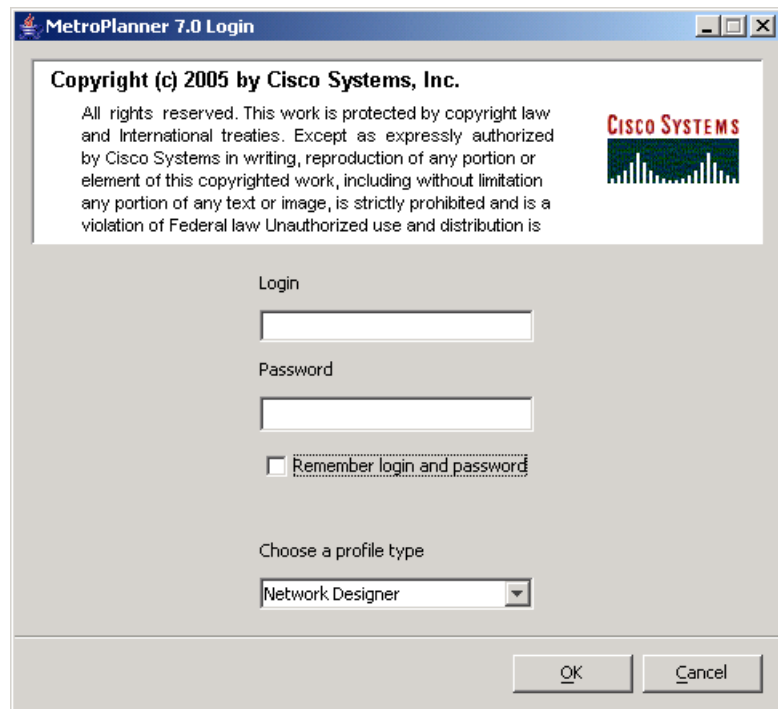 MetroPlanner 7.0 Login
Copyright (c) 2005 by Cisco Systems, Inc.
All rights reserved. This work is protected by copyright law
and International treaties. Except as expressly authorized
by Cisco Systems in writing, reproduction of any portion or
element of this copyrighted work, including without limitation
any portion of any text or image, is strictly prohibited and is a
violation of Federal law Unauthorized use and distribution is
CISCO SYSTEMS
Login
Password
Remember login and password
Choose a profile type
Network Designer
OK
Cancel